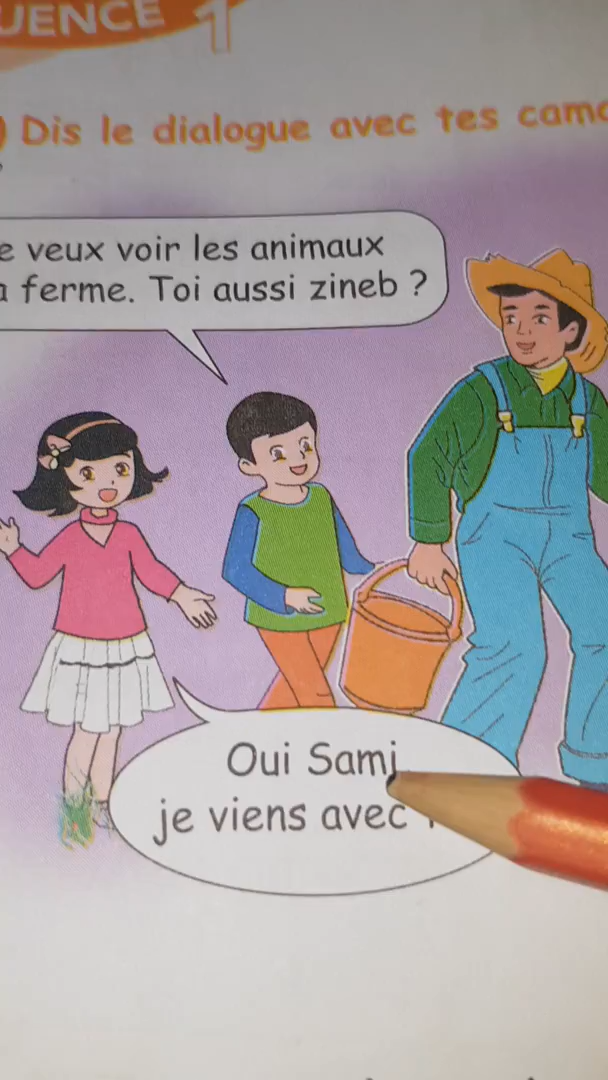 UENCE 1
Dis le dialogue avec tes
e veux voir les animaux
a ferme. Toi aussi zineb ?
Oui Sami
je viens avec